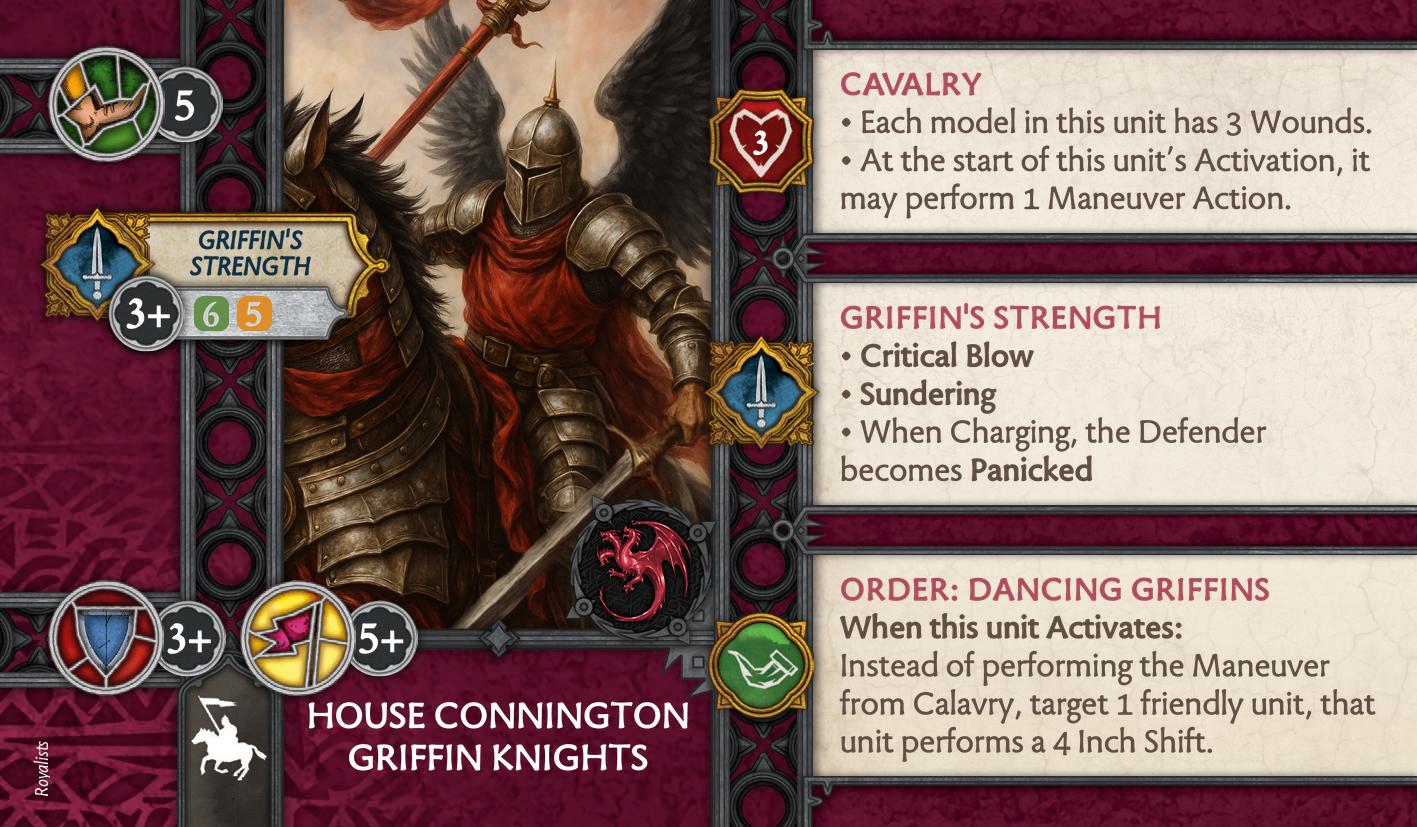 5
GRIFFIN'S
STRENGTH
3+ 6 5
3+ 5+
HOUSE CONNINGTON
GRIFFIN KNIGHTS
Royalists
3
CAVALRY
• Each model in this unit has 3 Wounds.
• At the start of this unit's Activation, it
may perform 1 Maneuver Action.
GRIFFIN'S STRENGTH
• Critical Blow
• Sundering
• When Charging, the Defender
becomes Panicked
ORDER: DANCING GRIFFINS
When this unit Activates:
Instead of performing the Maneuver
from Calavry, target 1 friendly unit, that
unit performs a 4 Inch Shift.